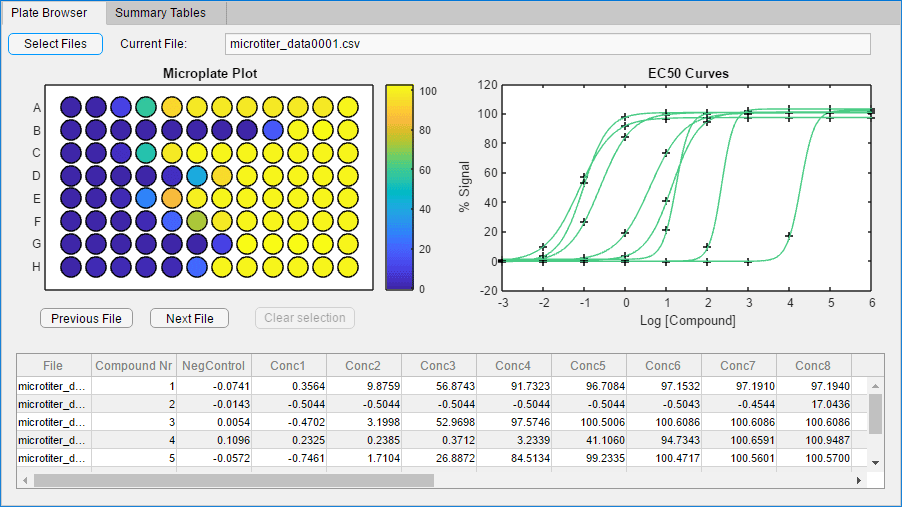 Plate Browser Summary Tables
Select Files Current File: microtiter_data0001.csv
Microplate Plot
A
B
C
D
E
F
G
H
100
80
60
40
20
0
EC50 Curves
% Signal
120
100
80
60
40
20
0
-20
-3 -2 -1 0 1 2 3 4 5 6
Log [Compound]
Previous File Next File Clear selection
File Compound Nr NegControl Conc1 Conc2 Conc3 Conc4 Conc5 Conc6 Conc7 Conc8
microtiter_d... 1 -0.0741 0.3564 9.8759 56.8743 91.7323 96.7084 97.1532 97.1910 97.1940
microtiter_d... 2 -0.0143 -0.5044 -0.5044 -0.5044 -0.5044 -0.5044 -0.5043 -0.4544 17.0436
microtiter_d... 3 0.0054 -0.4702 3.1998 52.9698 97.5746 100.5006 100.6086 100.6086 100.6086
microtiter_d... 4 0.1096 0.2325 0.2385 0.3712 3.2339 41.1060 94.7343 100.6591 100.9487
microtiter_d... 5 -0.0572 -0.7461 1.7104 26.8872 84.5134 99.2335 100.4717 100.5601 100.5700